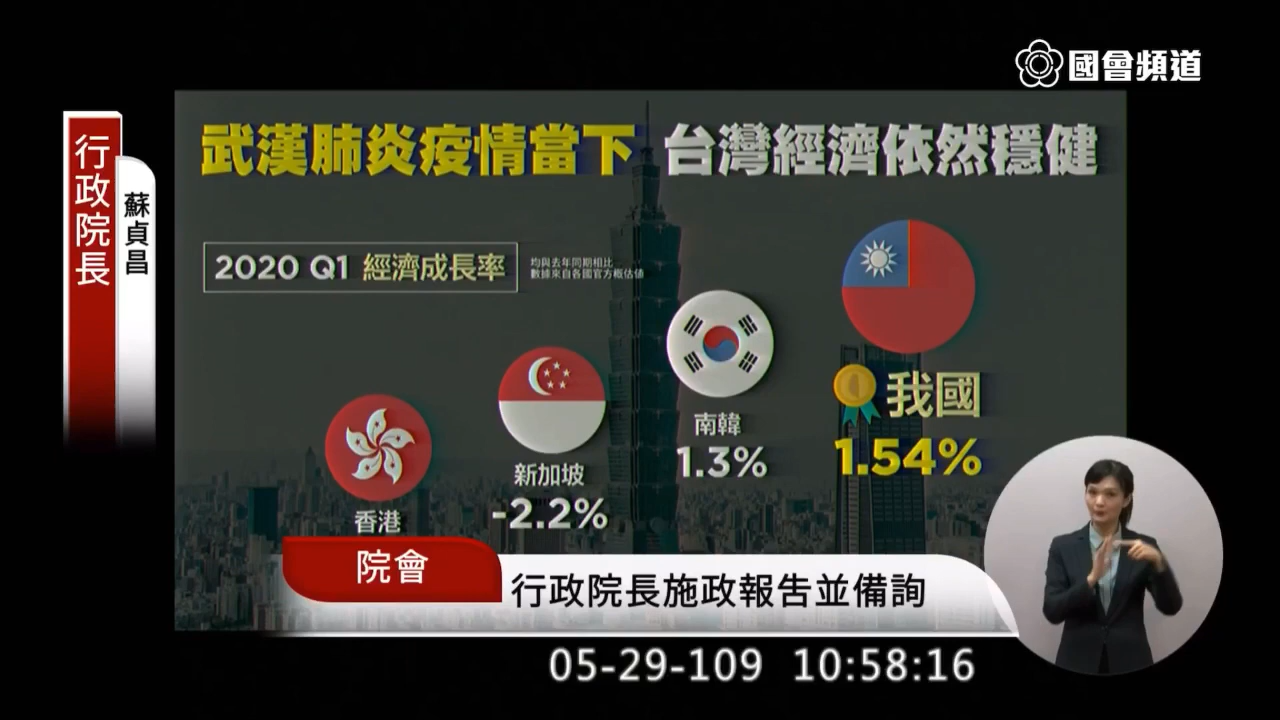 國會頻道
行政院長
蘇貞昌
武漢肺炎疫情當下 台灣經濟依然穩健
2020 Q1 經濟成長率
均與去年同期相比
數據來自各國官方概估值
我國
1.54%
南韓
1.3%
新加坡
-2.2%
香港
院會
行政院長施政報告並備詢
05-29-109 10:58:16